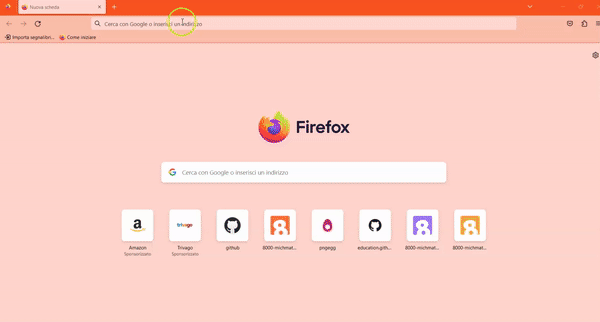 Nuova scheda
Cerca con Google o inserisci un indirizzo
Importa segnalibri... Come iniziare
Firefox
Cerca con Google o inserisci un indirizzo
Amazon
Sponsorizzato
trivago
Trivago
Sponsorizzato
github
8000-michmat...
pngegg
education.gith...
8000-michmat...
8000-michmat...